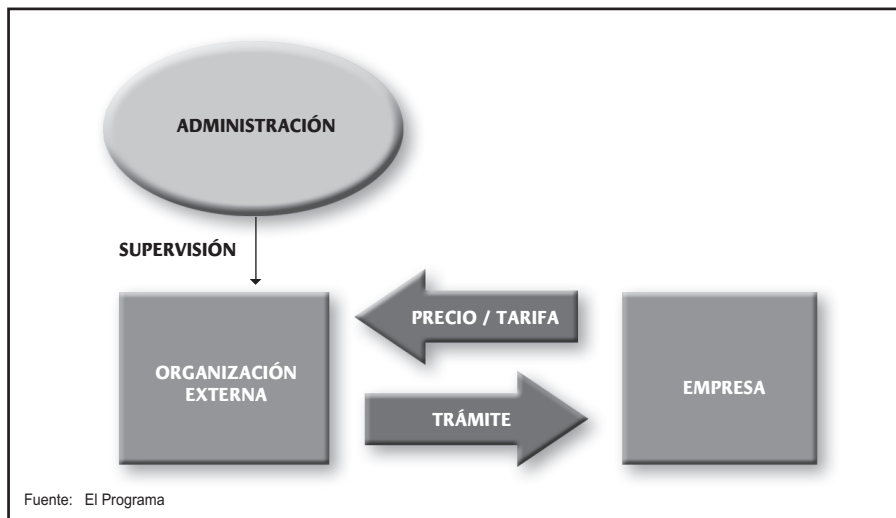 ADMINISTRACIÓN
SUPERVISIÓN
PRECIO / TARIFA
ORGANIZACIÓN
EXTERNA
EMPRESA
TRÁMITE
Fuente: El Programa